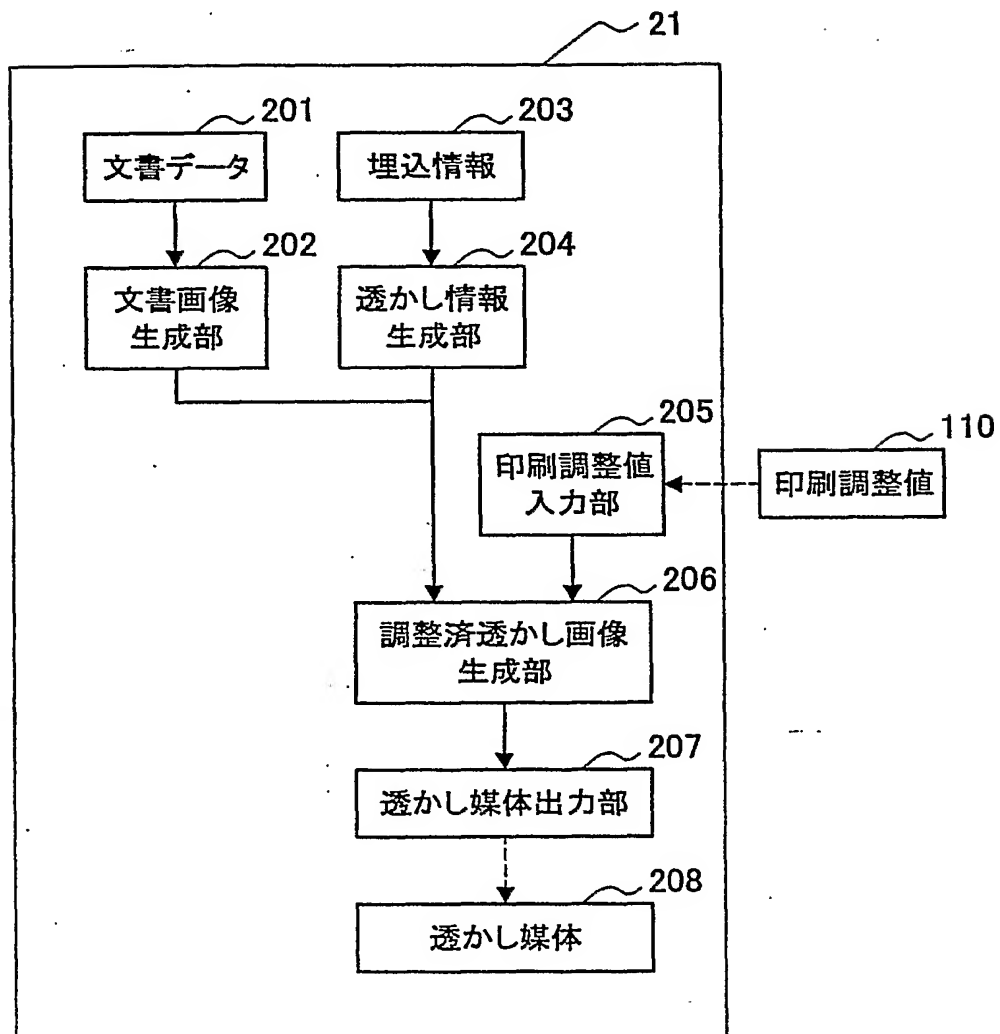 21
201
203
文書データ
埋込情報
202
204
文書画像
生成部
透かし情報
生成部
205
110
印刷調整値
入力部
印刷調整値
206
調整済透かし画像
生成部
207
透かし媒体出力部
208
透かし媒体